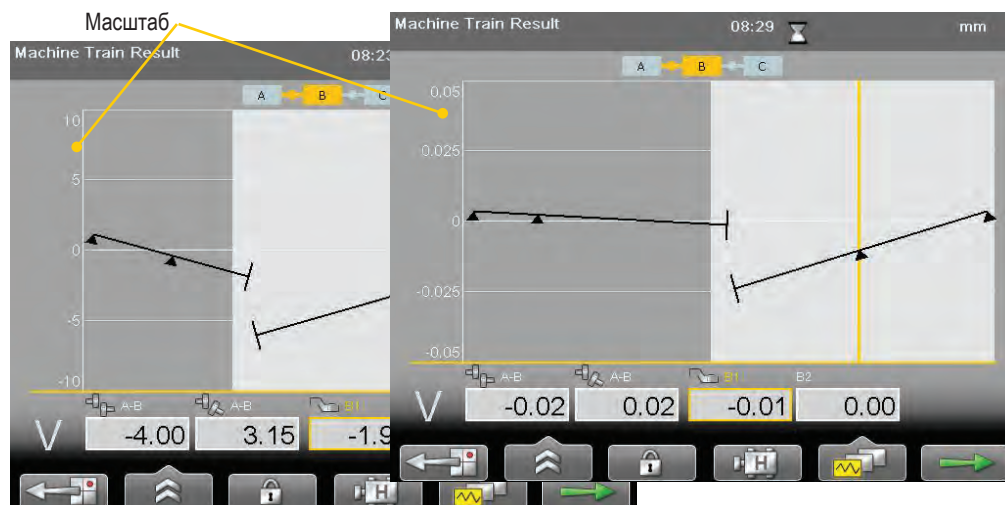 Масштаб
Machine Train Result
08:23
A B C
10
5
0
-5
-10
A-B A-B B1
V -4.00 3.15 -1.9
H
Machine Train Result 08:29 mm
A B C
0.05
0.025
0
-0.025
-0.05
A-B A-B B1 B2
V -0.02 0.02 -0.01 0.00
H